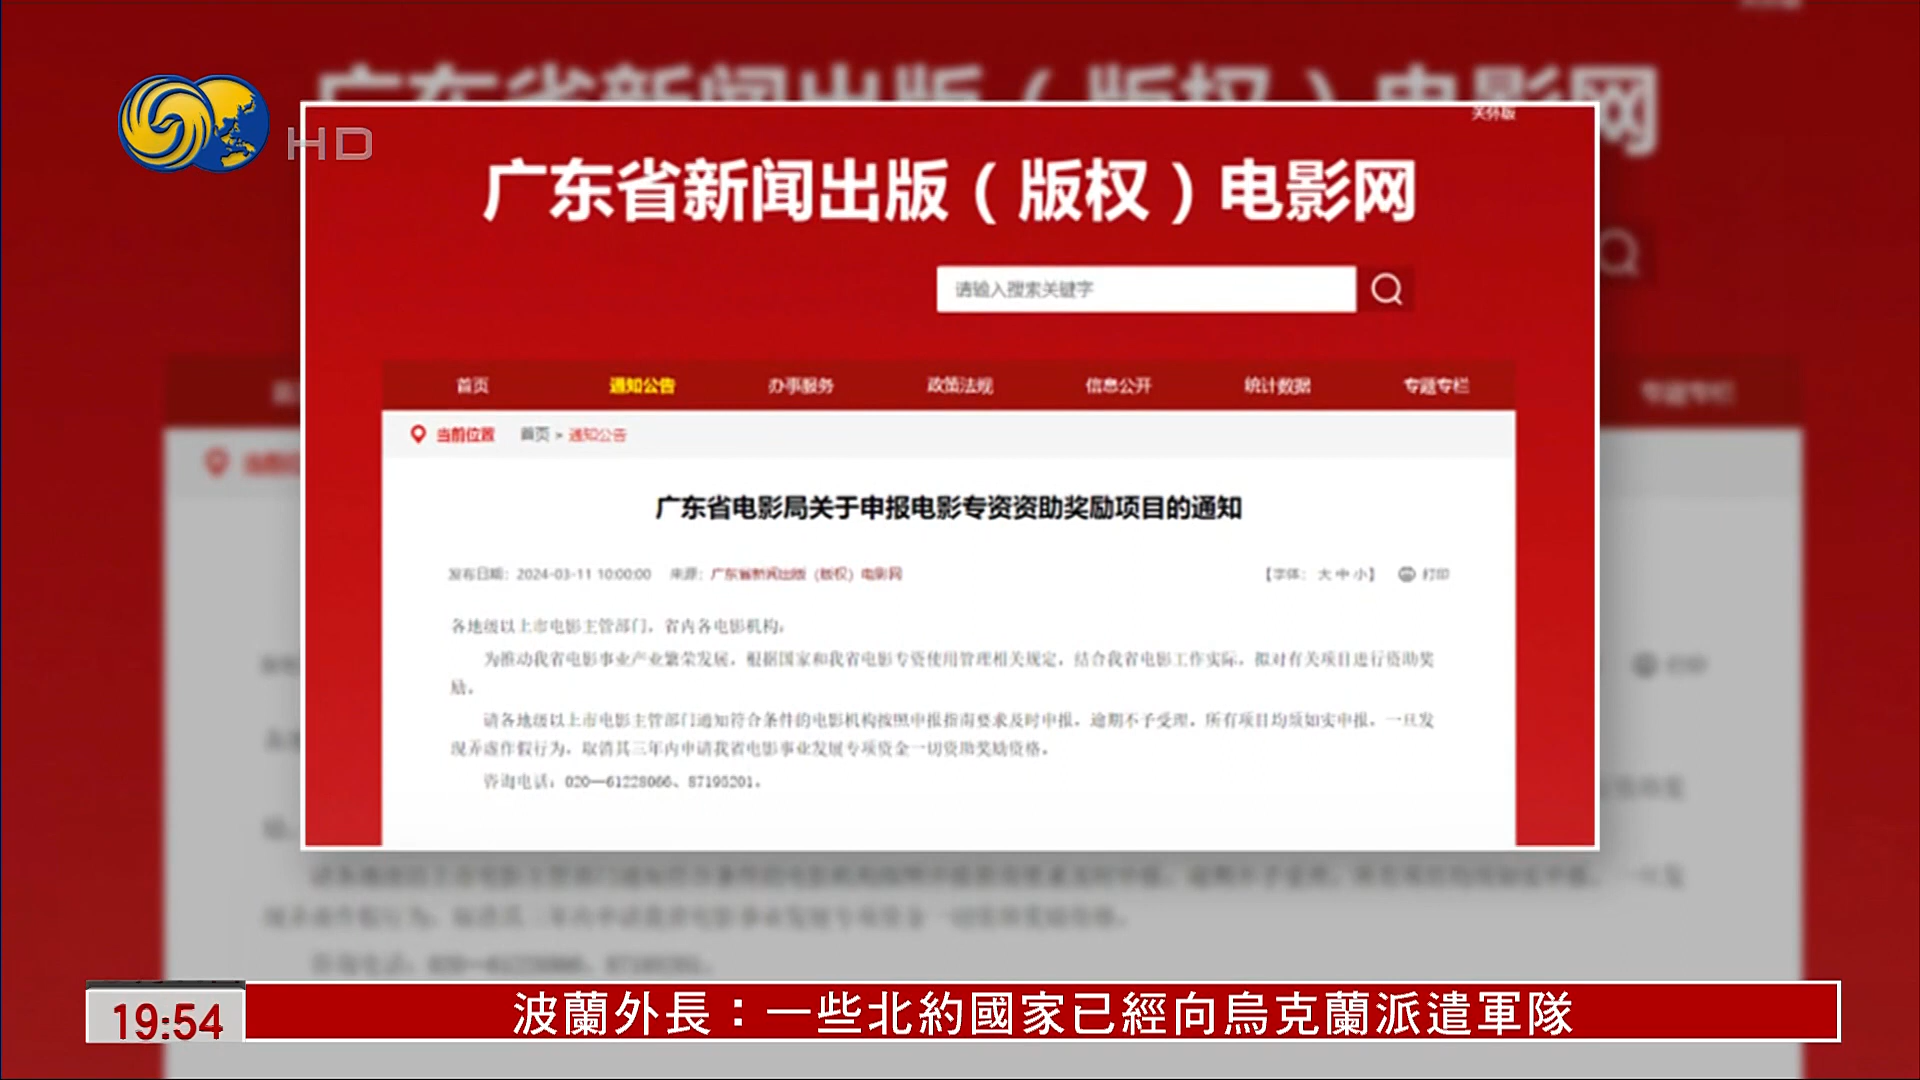 HD
关怀版
广东省新闻出版（版权）电影网
请输入搜索关键字
首页 通知公告 办事服务 政策法规 信息公开 统计数据 专题专栏
当前位置 首页 > 通知公告
广东省电影局关于申报电影专资资助奖励项目的通知
发布日期：2024-03-11 10:00:00 来源：广东省新闻出版（版权）电影网 【字体： 大 中 小】 打印
各地级以上市电影主管部门，省内各电影机构：
为推动我省电影事业产业繁荣发展，根据国家和我省电影专资使用管理相关规定，结合我省电影工作实际，拟对有关项目进行资助奖
励。
请各地级以上市电影主管部门通知符合条件的电影机构按照申报指南要求及时申报，逾期不予受理，所有项目均须如实申报，一旦发
现弄虚作假行为，取消其三年内申请我省电影事业发展专项资金一切资助奖励资格。
咨询电话：020—61228066、87195201。
19:54 波蘭外長：一些北約國家已經向烏克蘭派遣軍隊